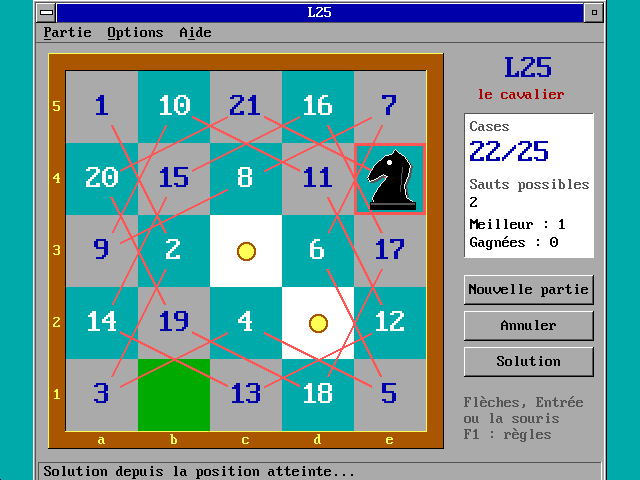 L25
Partie Options Aide
L25
le cavalier
5 1 10 21 16 7
4 20 15 8 11
3 9 2 6 17
2 14 19 4 12
1 3 13 18 5
a b c d e
Cases
22/25
Sauts possibles
2
Meilleur : 1
Gagnées : 0
Nouvelle partie
Annuler
Solution
Flèches, Entrée
ou la souris
F1 : règles
Solution depuis la position atteinte...